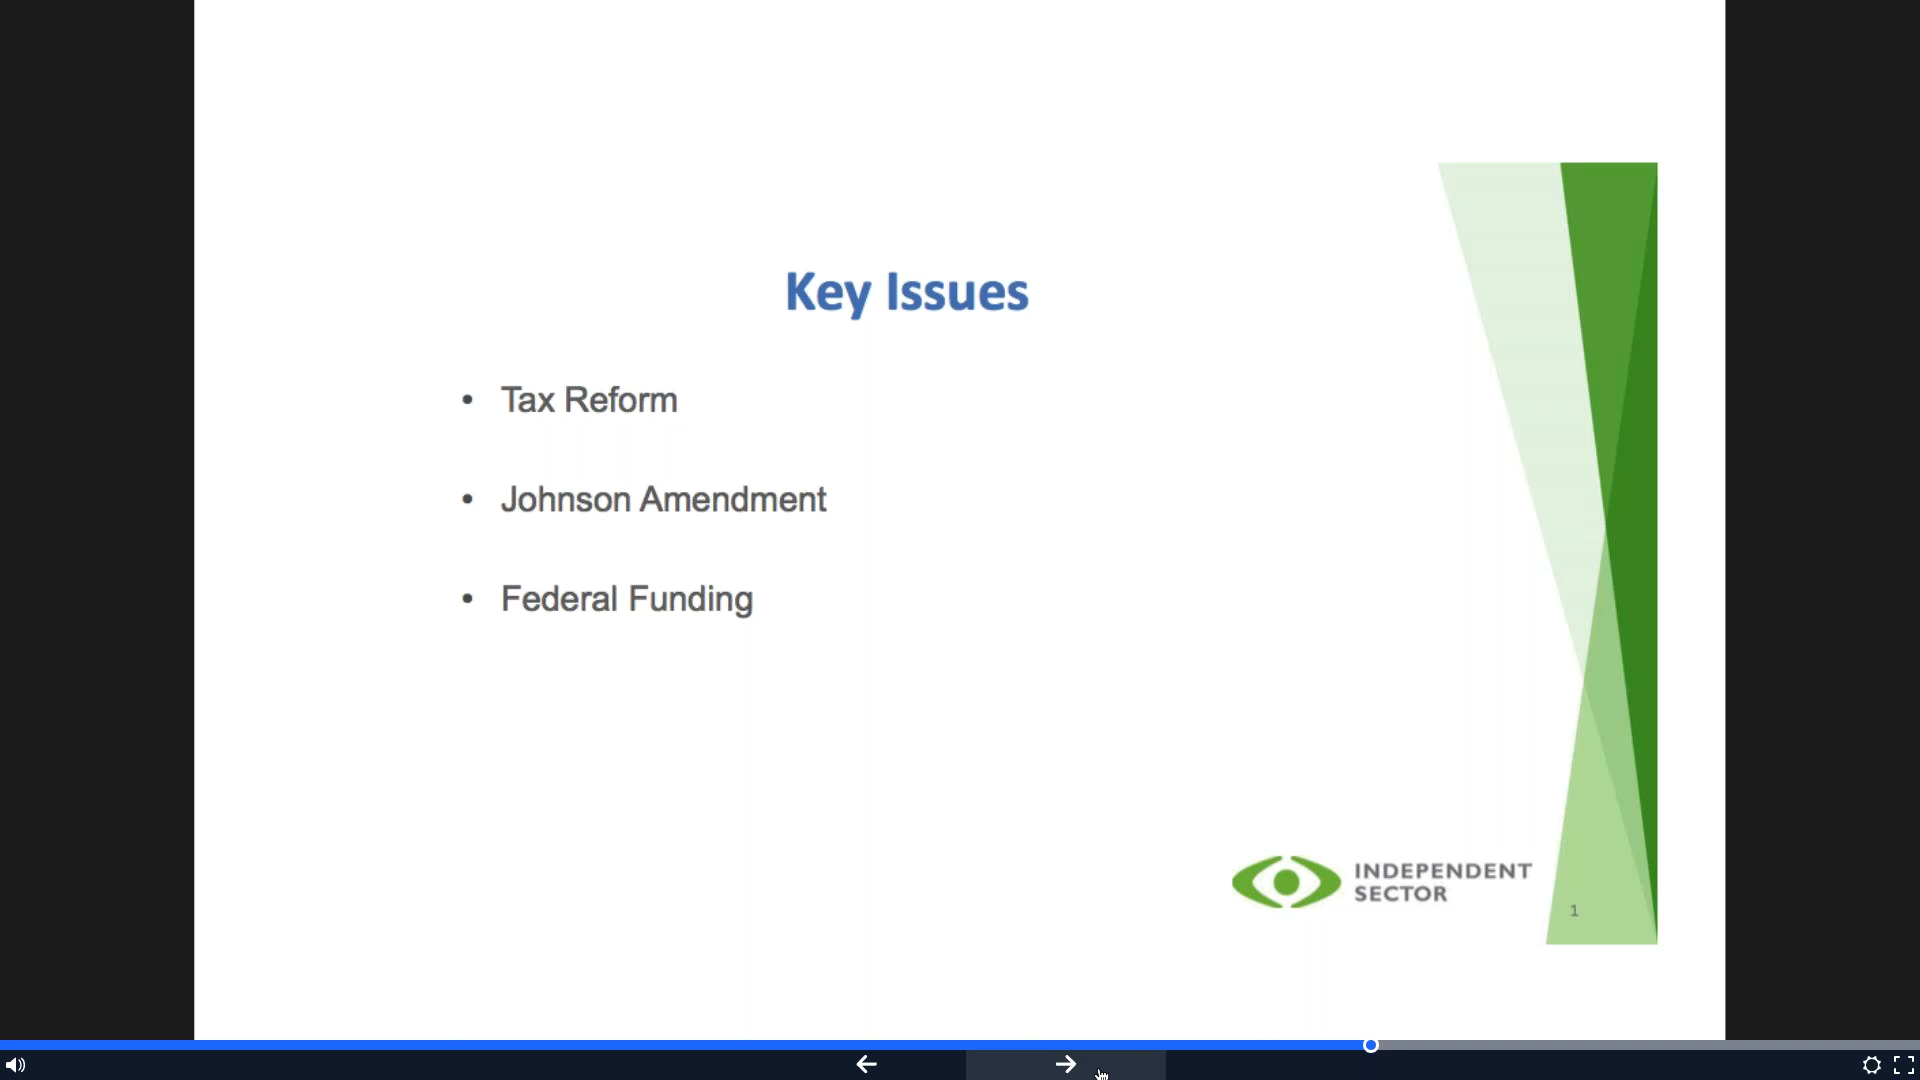 Key Issues
• Tax Reform
• Johnson Amendment
• Federal Funding
INDEPENDENT
SECTOR
1